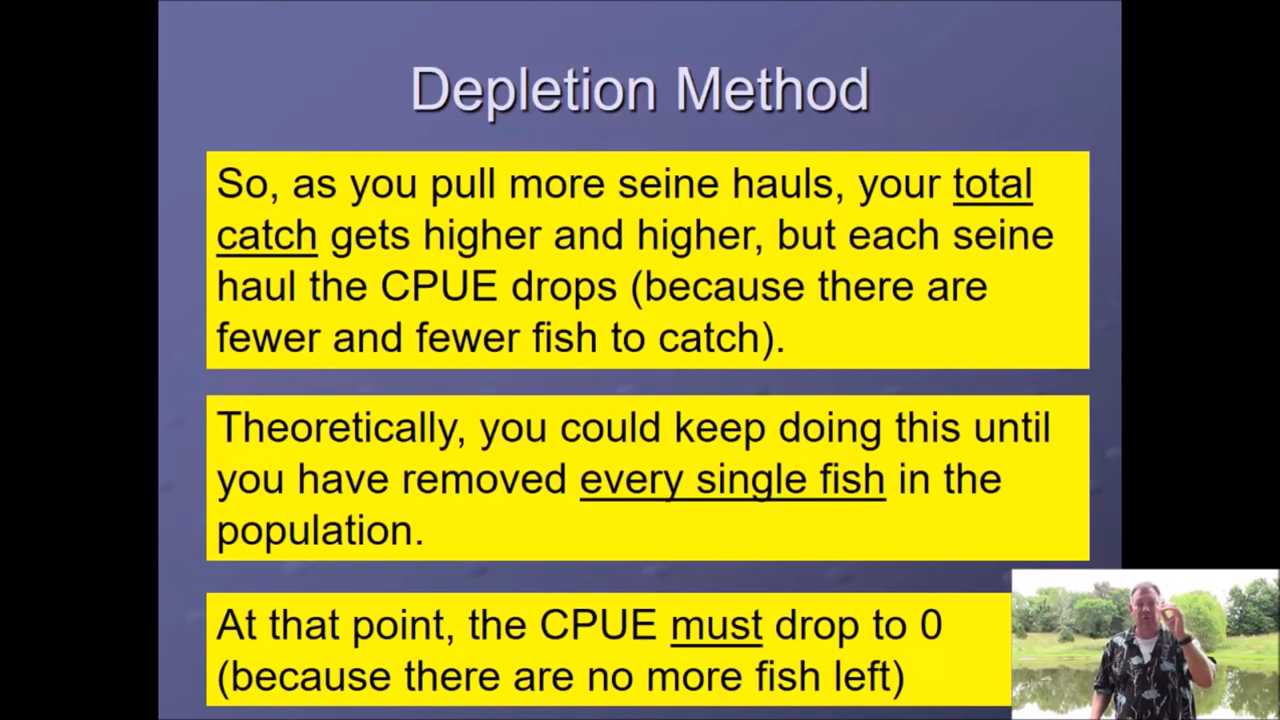 Depletion Method
So, as you pull more seine hauls, your total
catch gets higher and higher, but each seine
haul the CPUE drops (because there are
fewer and fewer fish to catch).
Theoretically, you could keep doing this until
you have removed every single fish in the
population.
At that point, the CPUE must drop to 0
(because there are no more fish left)